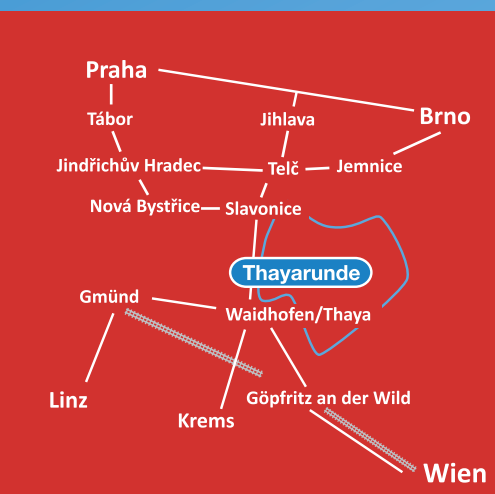 Praha
Brno
Tábor
Jihlava
Jindřichův Hradec
Telč
Jemnice
Nová Bystřice
Slavonice
Thayarunde
Gmünd
Waidhofen/Thaya
Linz
Göpfritz an der Wild
Krems
Wien